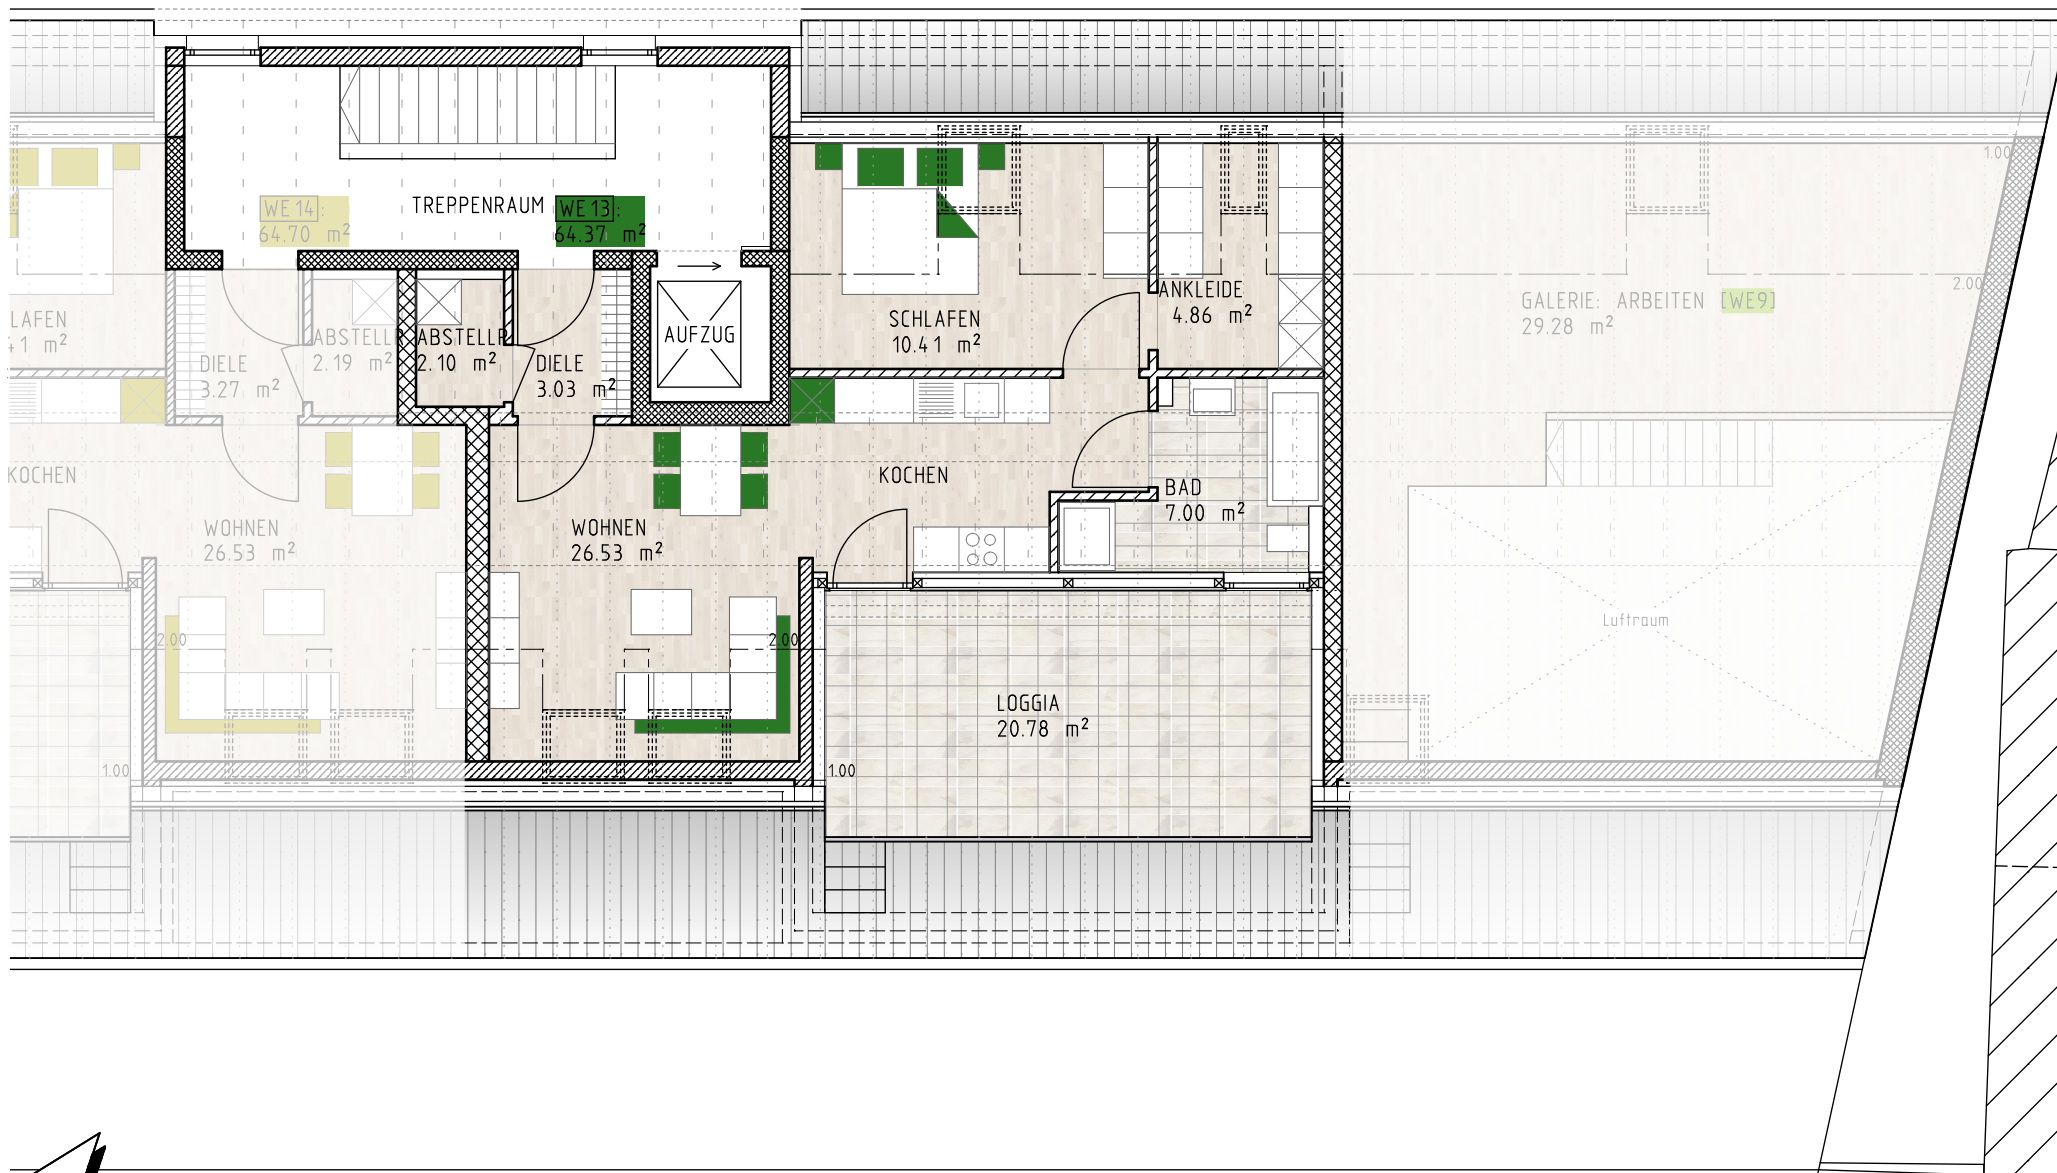 TREPPENRAUM
WE 14:
64.70 m²
WE 13:
64.37 m²
1.00
2.00
ANKLEIDE
4.86 m²
GALERIE: ARBEITEN [WE9]
29.28 m²
LAFEN
41 m²
SCHLAFEN
10.41 m²
AUFZUG
ABSTELLR
2.19 m²
ABSTELLR
2.10 m²
DIELE
3.27 m²
DIELE
3.03 m²
KOCHEN
KOCHEN
BAD
7.00 m²
WOHNEN
26.53 m²
WOHNEN
26.53 m²
Luftraum
2.00
2.00
LOGGIA
20.78 m²
1.00
1.00